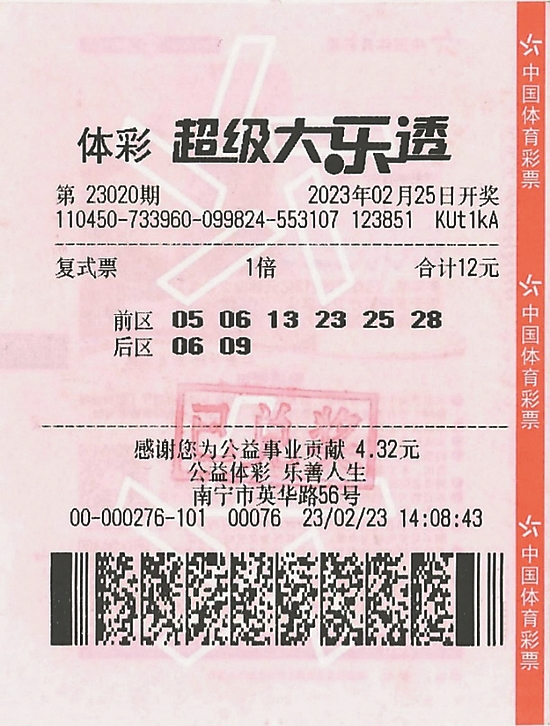 体彩 超级大乐透
第 23020期 2023年02月25日开奖
110450-733960-099824-553107 123851 KUt1kA
复式票 1倍 合计12元
前区 05 06 13 23 25 28
后区 06 09
已兑奖
感谢您为公益事业贡献 4.32元
公益体彩 乐善人生
南宁市英华路56号
00-000276-101 00076 23/02/23 14:08:43
中国体育彩票
中国体育彩票
中国体育彩票